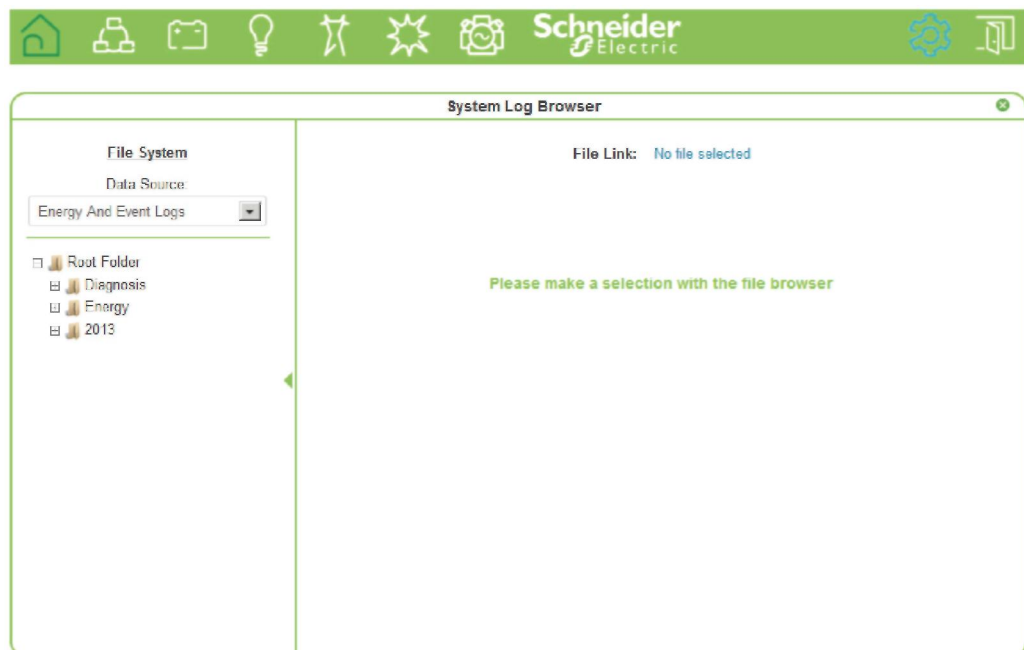 Schneider
Electric
System Log Browser
File System
Data Source:
Energy And Event Logs
Root Folder
Diagnosis
Energy
2013
File Link: No file selected
Please make a selection with the file browser